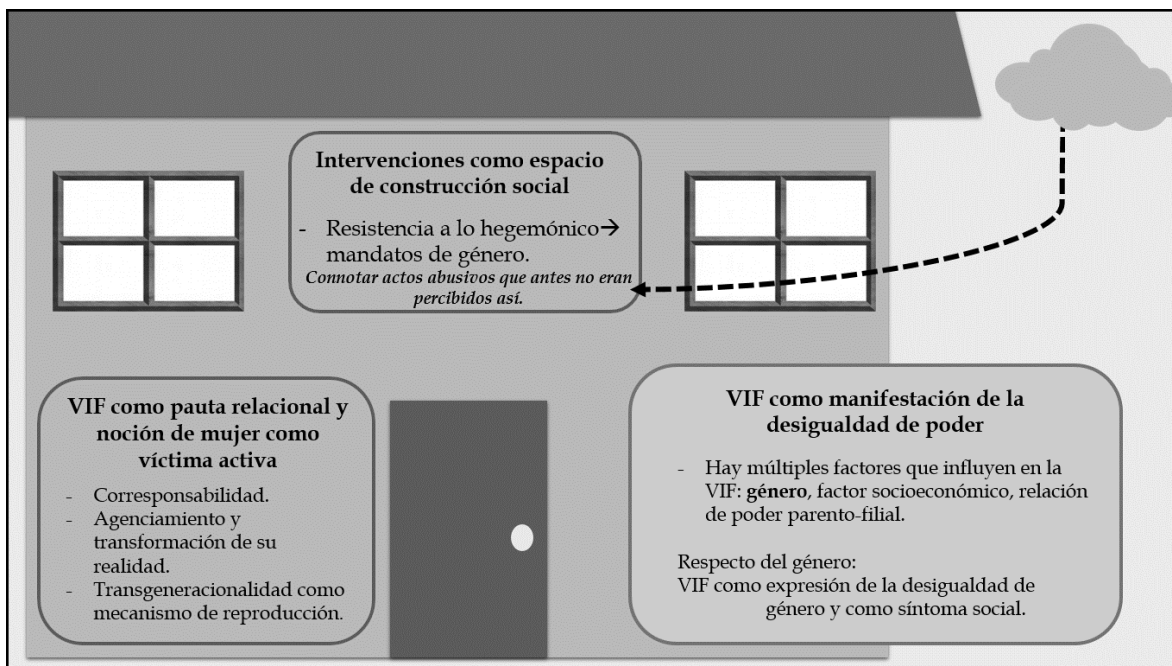 Intervenciones como espacio
de construcción social
- Resistencia a lo hegemónico→
mandatos de género.
Connotar actos abusivos que antes no eran
percibidos así.
VIF como pauta relacional y
noción de mujer como
víctima activa
- Corresponsabilidad.
- Agenciamiento y
transformación de su
realidad.
- Transgeneracionalidad como
mecanismo de reproducción.
VIF como manifestación de la
desigualdad de poder
- Hay múltiples factores que influyen en la
VIF: género, factor socioeconómico, relación
de poder parento-filial.
Respecto del género:
VIF como expresión de la desigualdad de
género y como síntoma social.